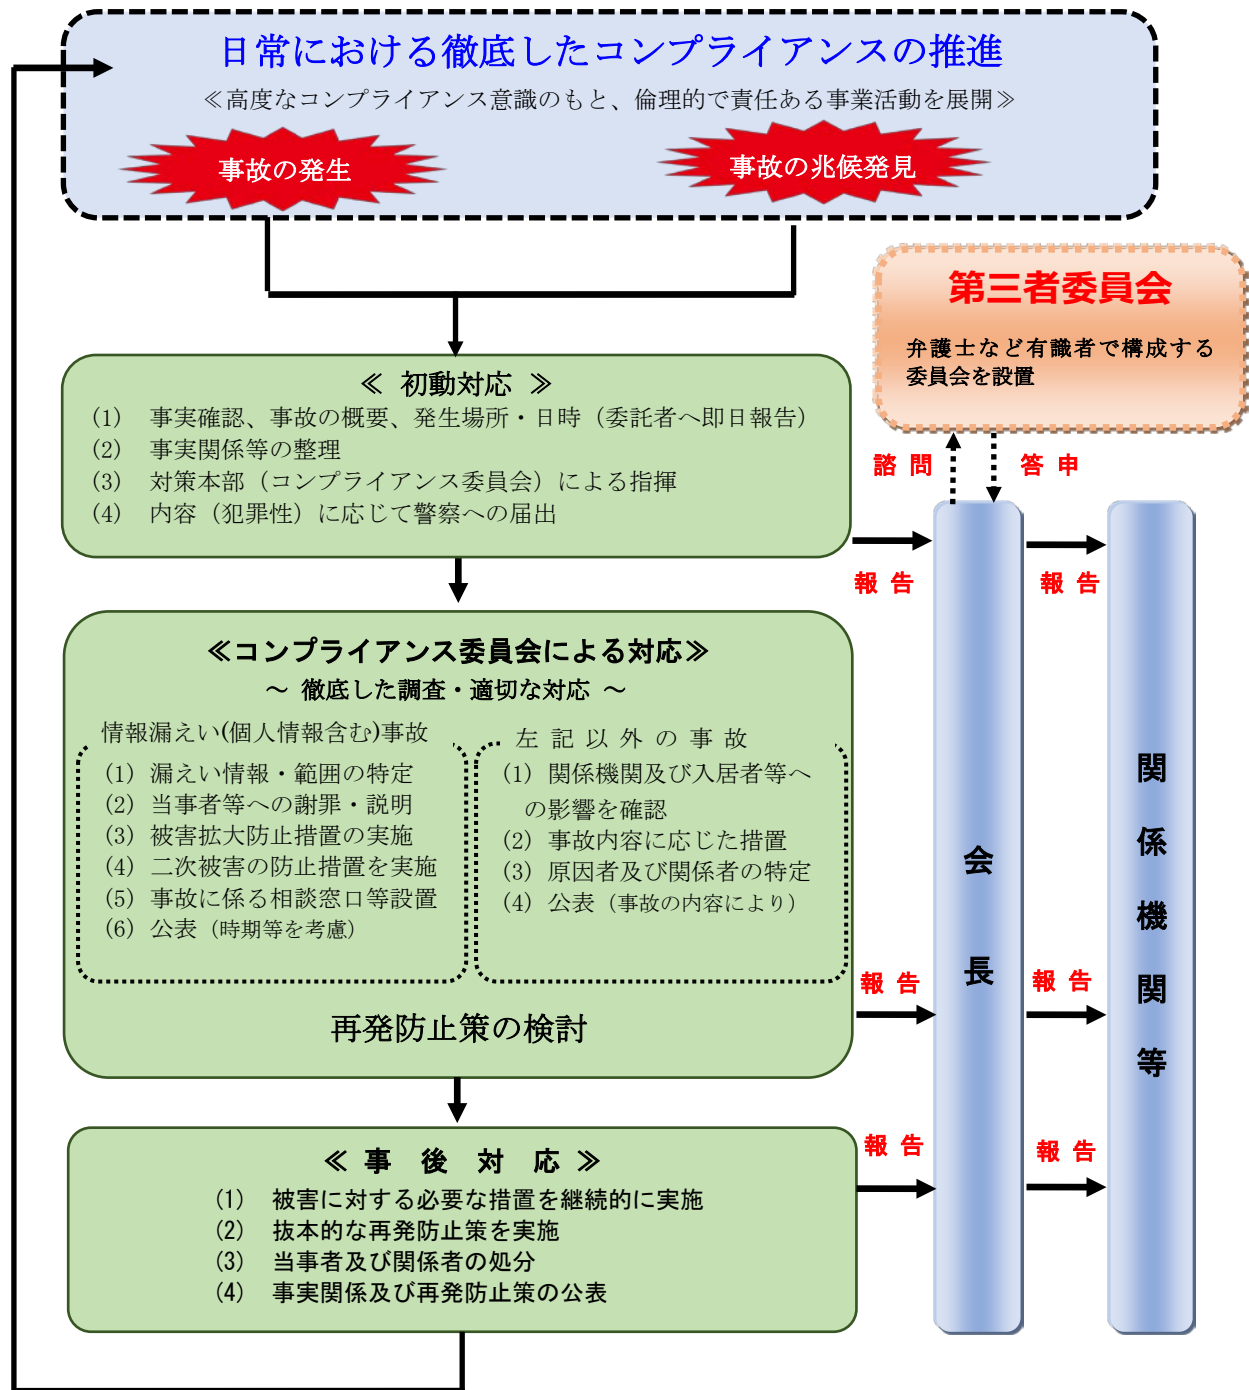 日常における徹底したコンプライアンスの推進
≪高度なコンプライアンス意識のもと、倫理的で責任ある事業活動を展開≫
事故の発生
事故の兆候発見
第三者委員会
弁護士など有識者で構成する
委員会を設置
諮 問
答 申
≪ 初動対応 ≫
(1) 事実確認、事故の概要、発生場所・日時（委託者へ即日報告）
(2) 事実関係等の整理
(3) 対策本部（コンプライアンス委員会）による指揮
(4) 内容（犯罪性）に応じて警察への届出
報 告
報 告
≪コンプライアンス委員会による対応≫
～ 徹底した調査・適切な対応 ～
情報漏えい(個人情報含む)事故
(1) 漏えい情報・範囲の特定
(2) 当事者等への謝罪・説明
(3) 被害拡大防止措置の実施
(4) 二次被害の防止措置を実施
(5) 事故に係る相談窓口等設置
(6) 公表（時期等を考慮）
左 記 以 外 の 事 故
(1) 関係機関及び入居者等へ
の影響を確認
(2) 事故内容に応じた措置
(3) 原因者及び関係者の特定
(4) 公表（事故の内容により）
再発防止策の検討
報 告
報 告
会長
関係機関等
≪ 事 後 対 応 ≫
(1) 被害に対する必要な措置を継続的に実施
(2) 抜本的な再発防止策を実施
(3) 当事者及び関係者の処分
(4) 事実関係及び再発防止策の公表
報 告
報 告